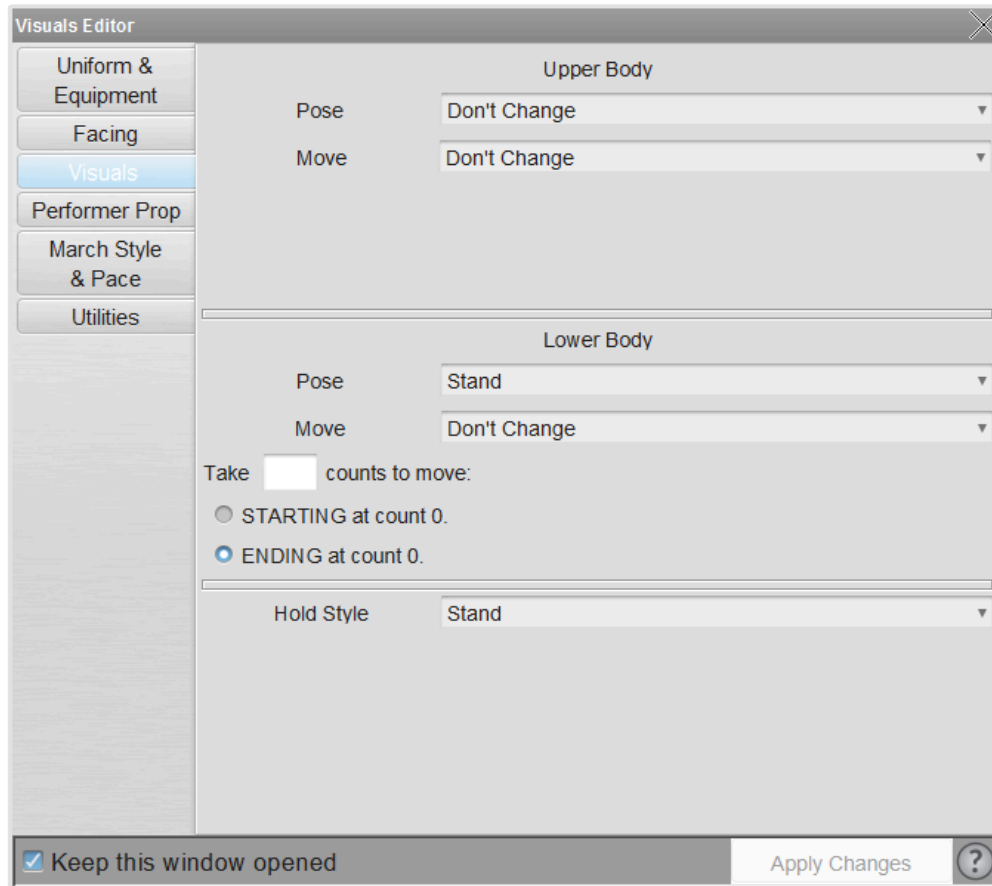 Visuals Editor
Uniform &
Equipment
Facing
Visuals
Performer Prop
March Style
& Pace
Utilities
Upper Body
Pose Don't Change
Move Don't Change
Lower Body
Pose Stand
Move Don't Change
Take counts to move:
STARTING at count 0.
ENDING at count 0.
Hold Style Stand
Keep this window opened
Apply Changes ?